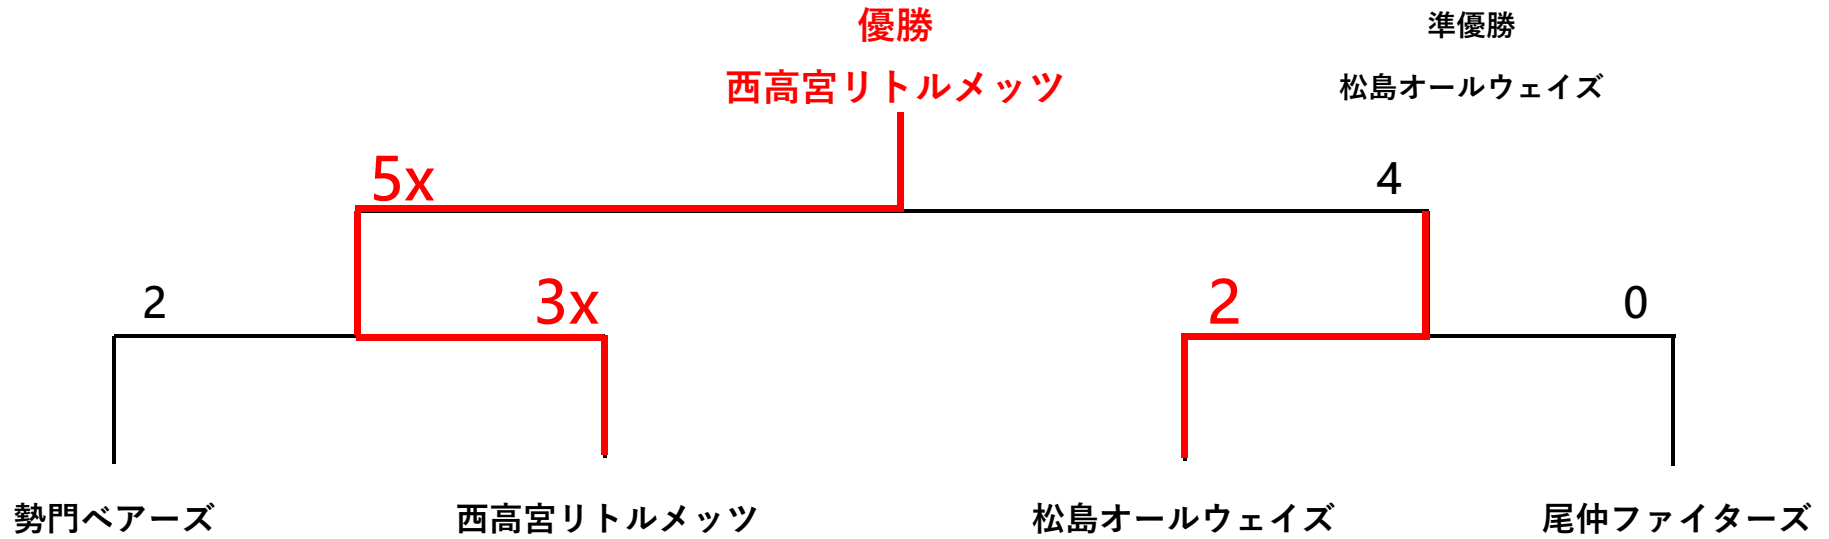 優勝
準優勝
西高宮リトルメッツ
松島オールウェイズ
5x
4
2
3x
2
0
勢門ベアーズ
西高宮リトルメッツ
松島オールウェイズ
尾仲ファイターズ